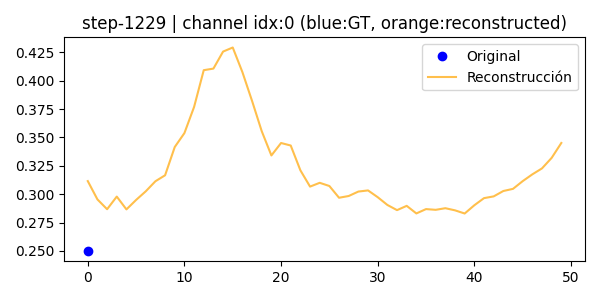 step-1229 | channel idx:0 (blue:GT, orange:reconstructed)
Original
Reconstrucción
0.425
0.400
0.375
0.350
0.325
0.300
0.275
0.250
0 10 20 30 40 50